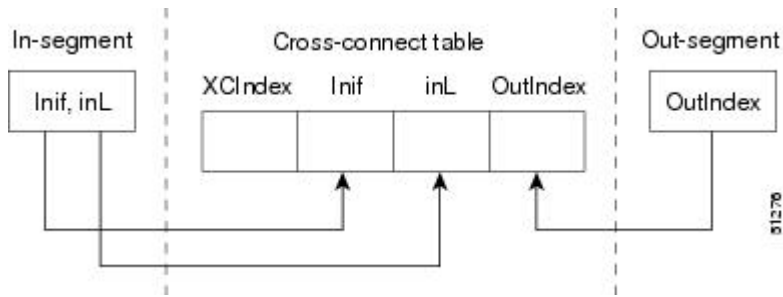 In-segment
Cross-connect table
Out-segment
XCIndex Inif inL OutIndex
Inif, inL
OutIndex
51276